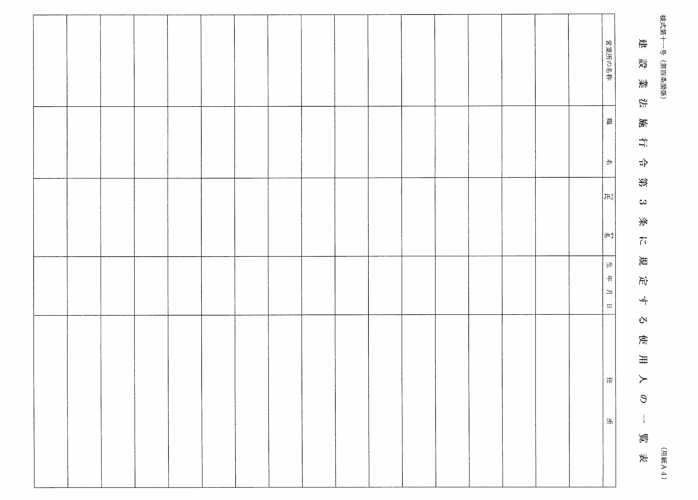 様式第十一号（第四条関係）
（用紙A4）
建設業法施行令第3条に規定する使用人の一覧表
営業所の名称
職名
氏名
生年月日
住所